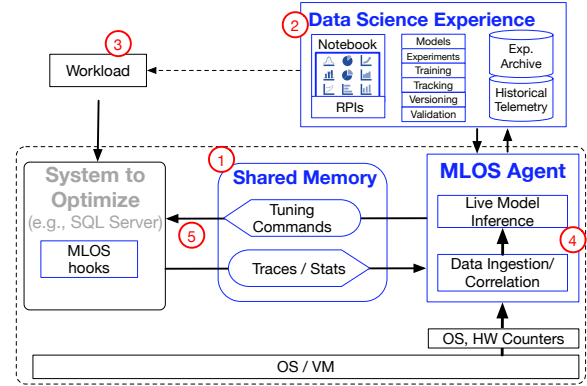 2
Data Science Experience
Notebook
RPIs
Models
Experiments
Training
Tracking
Versioning
Validation
Exp.
Archive
Historical
Telemetry
3
Workload
1
System to
Optimize
(e.g., SQL Server)
MLOS
hooks
Shared Memory
Tuning
Commands
5
Traces / Stats
MLOS Agent
Live Model
Inference
4
Data Ingestion/
Correlation
OS, HW Counters
OS / VM